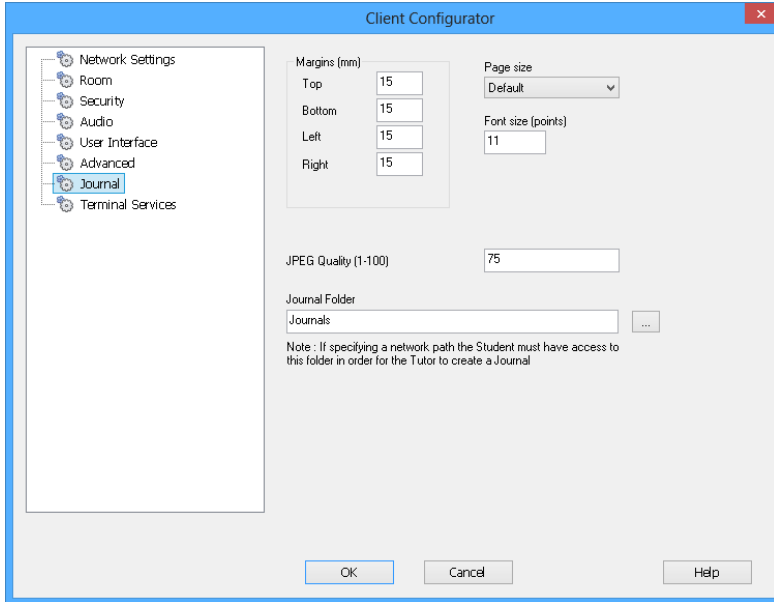 Client Configurator
Network Settings
Room
Security
Audio
User Interface
Advanced
Journal
Terminal Services
Margins (mm)
Top 15
Bottom 15
Left 15
Right 15
Page size
Default
Font size (points)
11
JPEG Quality (1-100) 75
Journal Folder
Journals ...
Note : If specifying a network path the Student must have access to
this folder in order for the Tutor to create a Journal
OK Cancel Help